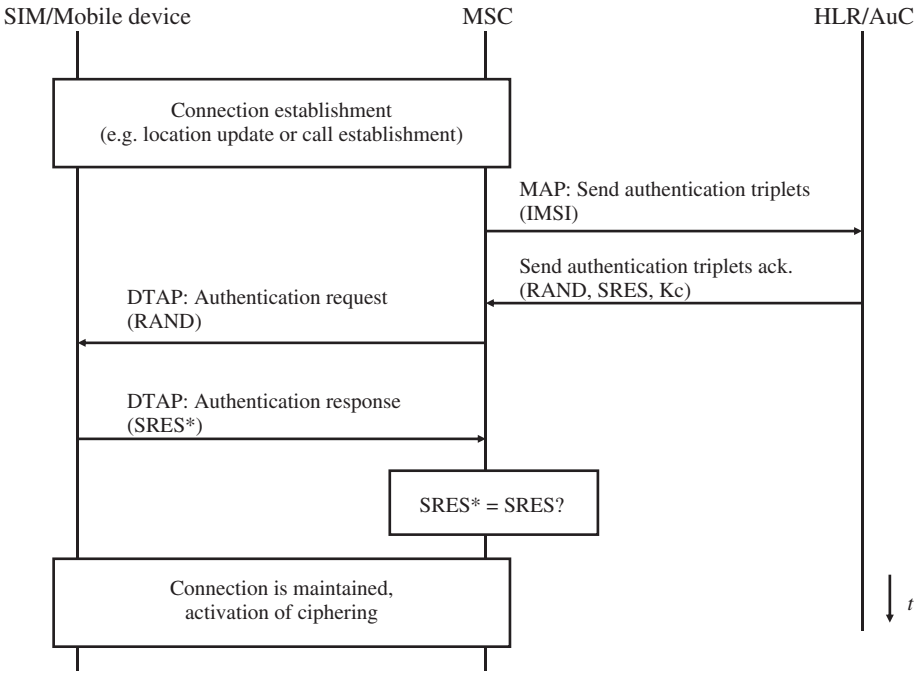 SIM/Mobile device
MSC
HLR/AuC
Connection establishment
(e.g. location update or call establishment)
MAP: Send authentication triplets
(IMSI)
Send authentication triplets ack.
(RAND, SRES, Kc)
DTAP: Authentication request
(RAND)
DTAP: Authentication response
(SRES*)
SRES* = SRES?
Connection is maintained,
activation of ciphering
t